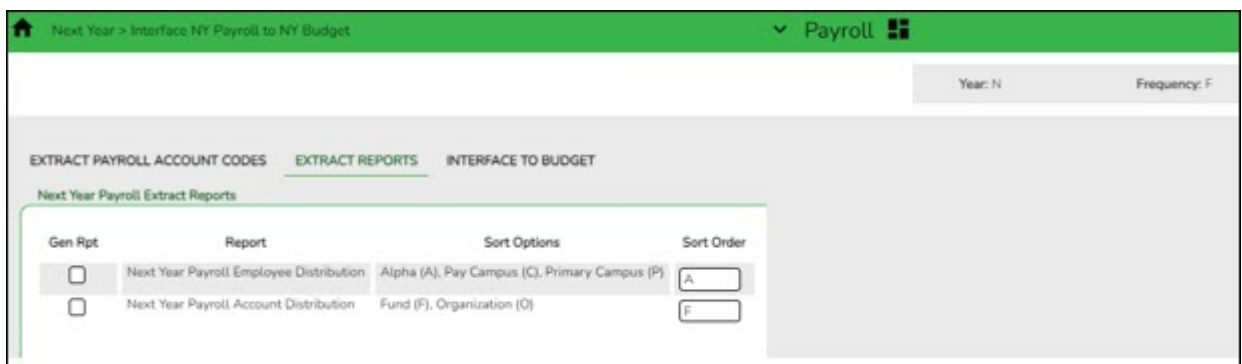 Next Year > Interface NY Payroll to NY Budget
Payroll
Year: N Frequency: F
EXTRACT PAYROLL ACCOUNT CODES EXTRACT REPORTS INTERFACE TO BUDGET
Next Year Payroll Extract Reports
Gen Rpt Report Sort Options Sort Order
Next Year Payroll Employee Distribution Alpha (A), Pay Campus (C), Primary Campus (P) A
Next Year Payroll Account Distribution Fund (F), Organization (O) F